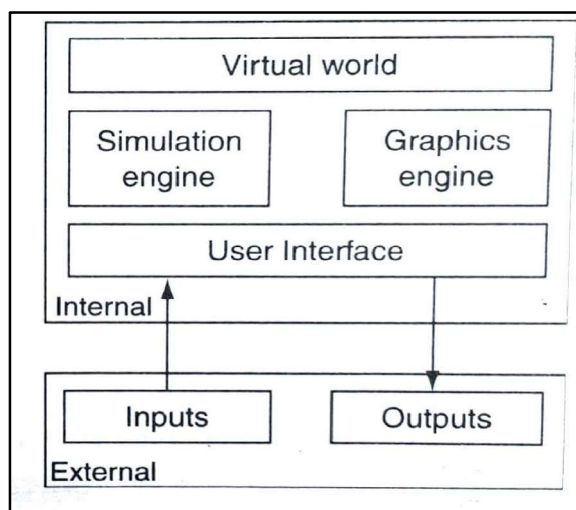 Virtual world
Simulation
engine
Graphics
engine
User Interface
Internal
Inputs
Outputs
External